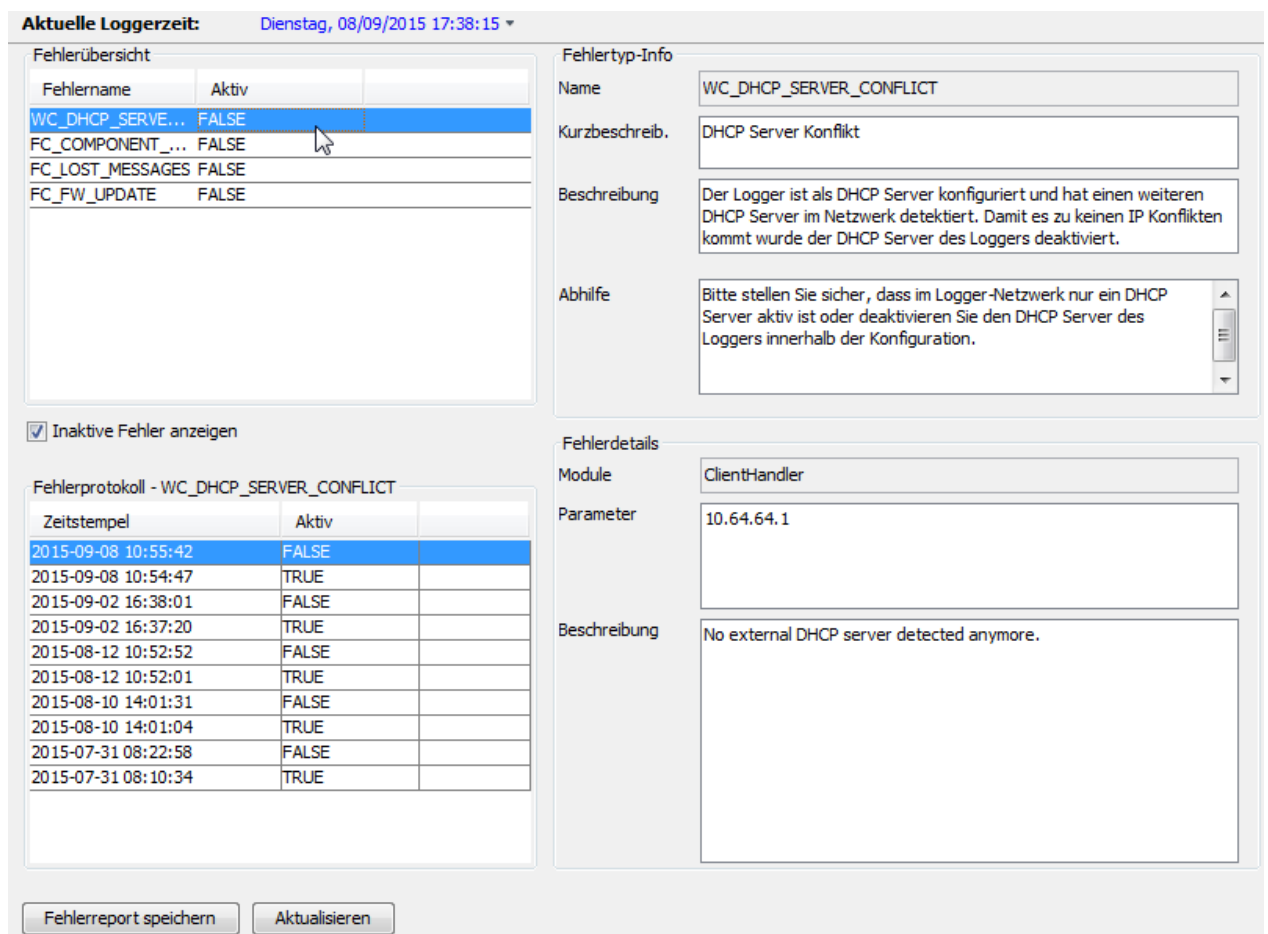 Aktuelle Loggerzeit: Dienstag, 08/09/2015 17:38:15
Fehlerübersicht
Fehlername Aktiv
WC_DHCP_SERVE... FALSE
FC_COMPONENT_... FALSE
FC_LOST_MESSAGES FALSE
FC_FW_UPDATE FALSE
Inaktive Fehler anzeigen
Fehlerprotokoll - WC_DHCP_SERVER_CONFLICT
Zeitstempel Aktiv
2015-09-08 10:55:42 FALSE
2015-09-08 10:54:47 TRUE
2015-09-02 16:38:01 FALSE
2015-09-02 16:37:20 TRUE
2015-08-12 10:52:52 FALSE
2015-08-12 10:52:01 TRUE
2015-08-10 14:01:31 FALSE
2015-08-10 14:01:04 TRUE
2015-07-31 08:22:58 FALSE
2015-07-31 08:10:34 TRUE
Fehlertyp-Info
Name WC_DHCP_SERVER_CONFLICT
Kurzbeschreib. DHCP Server Konflikt
Beschreibung Der Logger ist als DHCP Server konfiguriert und hat einen weiteren
DHCP Server im Netzwerk detektiert. Damit es zu keinen IP Konflikten
kommt wurde der DHCP Server des Loggers deaktiviert.
Abhilfe Bitte stellen Sie sicher, dass im Logger-Netzwerk nur ein DHCP
Server aktiv ist oder deaktivieren Sie den DHCP Server des
Loggers innerhalb der Konfiguration.
Fehlerdetails
Module ClientHandler
Parameter 10.64.64.1
Beschreibung No external DHCP server detected anymore.
Fehlerreport speichern Aktualisieren